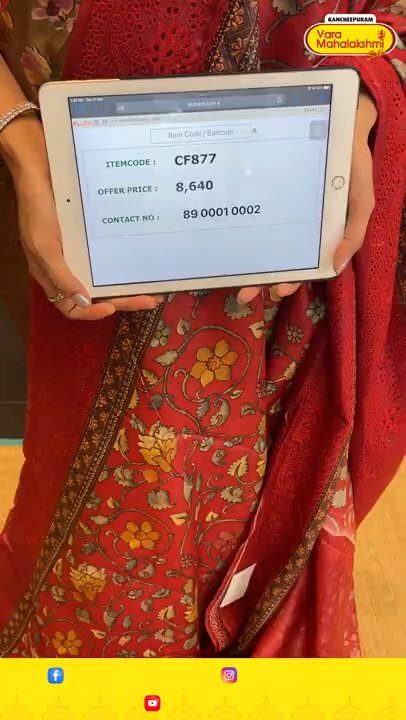 KANCHEEPURAM
Vara
Mahalakshmi
Item Code / Barcode
ITEMCODE : CF877
OFFER PRICE : 8,640
CONTACT NO : 89 0001 0002